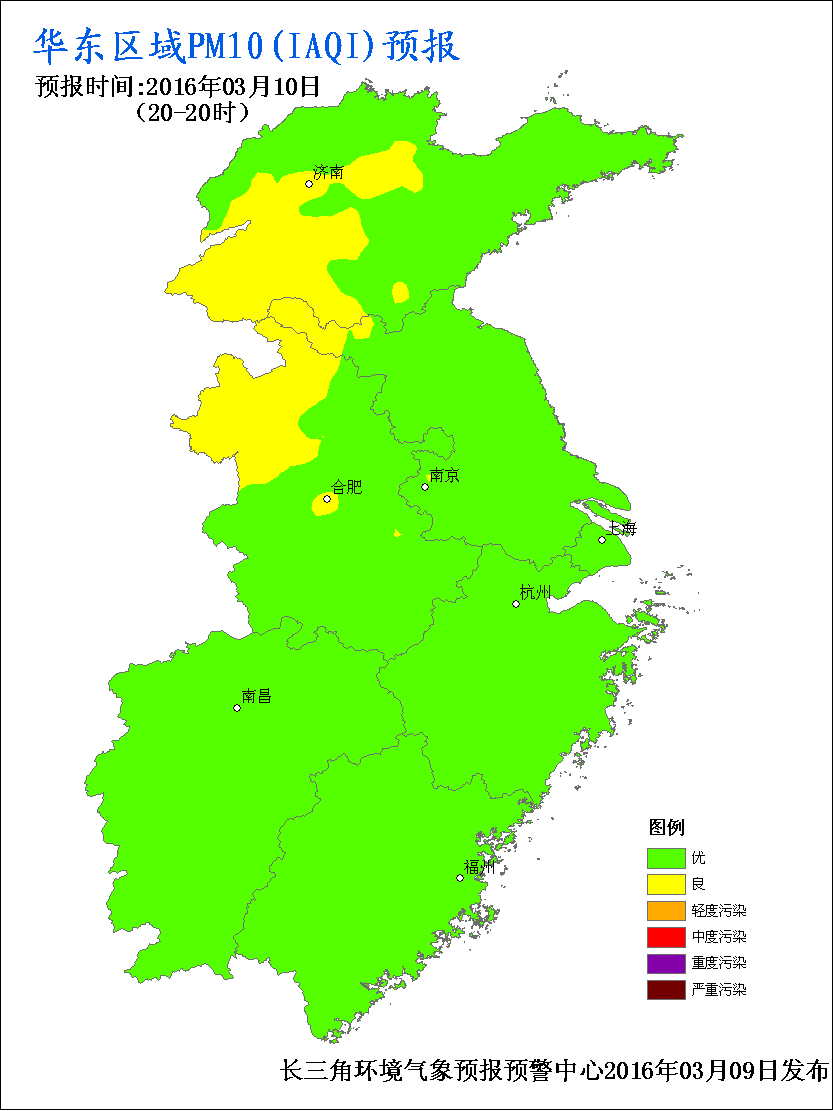 华东区域PM10(IAQI)预报
预报时间:2016年03月10日
(20-20时)
济南
南京
合肥
上海
杭州
南昌
福州
图例
优
良
轻度污染
中度污染
重度污染
严重污染
长三角环境气象预报预警中心2016年03月09日发布